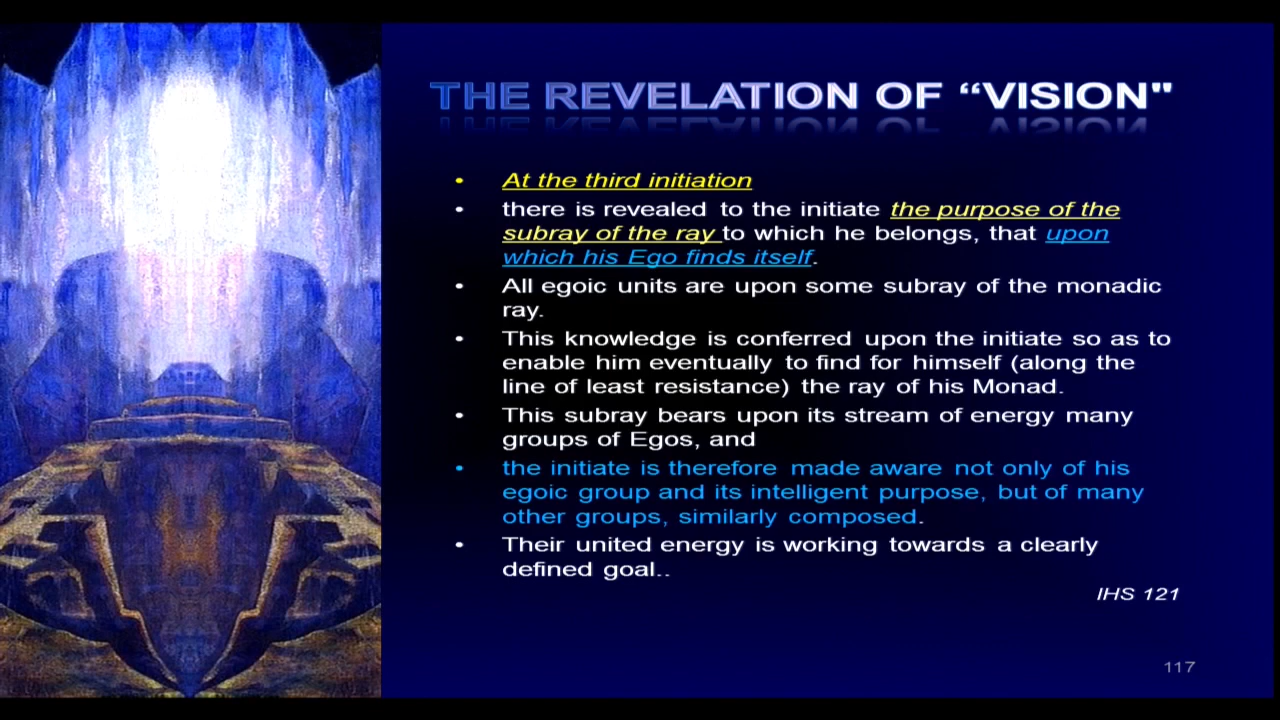 THE REVELATION OF “VISION"
• At the third initiation
• there is revealed to the initiate the purpose of the
subray of the ray to which he belongs, that upon
which his Ego finds itself.
• All egoic units are upon some subray of the monadic
ray.
• This knowledge is conferred upon the initiate so as to
enable him eventually to find for himself (along the
line of least resistance) the ray of his Monad.
• This subray bears upon its stream of energy many
groups of Egos, and
• the initiate is therefore made aware not only of his
egoic group and its intelligent purpose, but of many
other groups, similarly composed.
• Their united energy is working towards a clearly
defined goal..
IHS 121
117